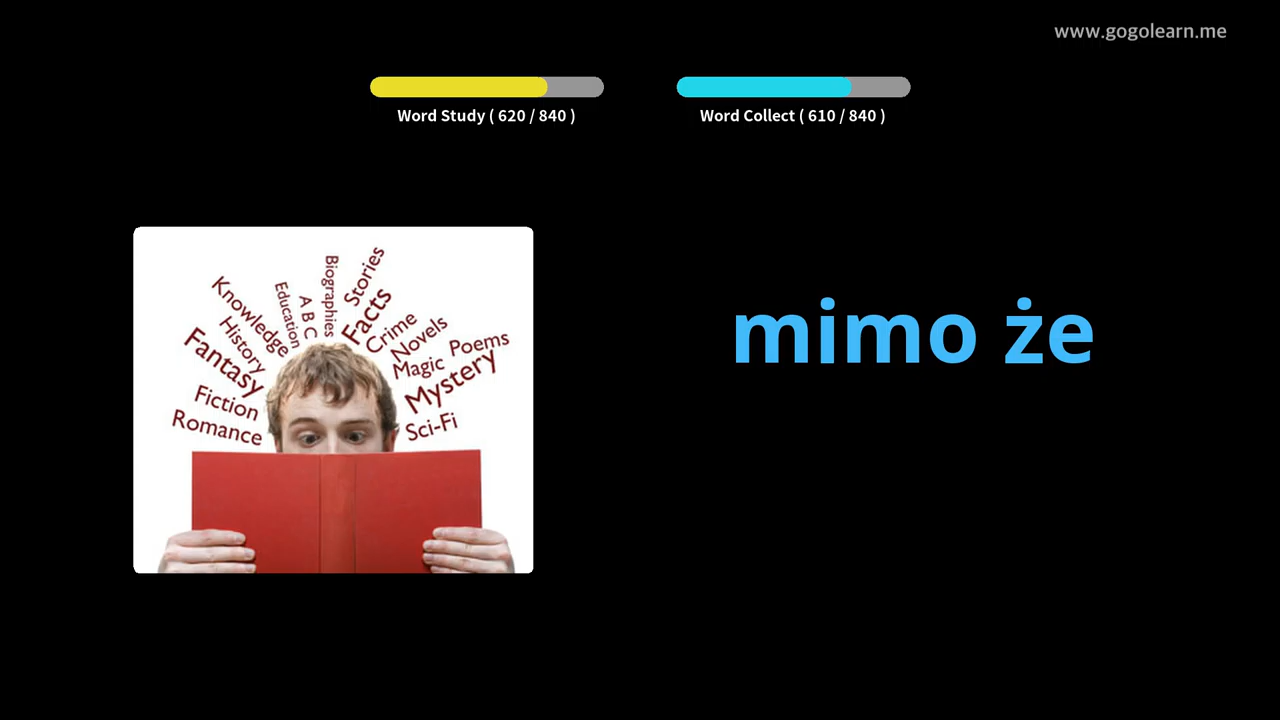 www.gogolearn.me
Word Study ( 620 / 840 )
Word Collect ( 610 / 840 )
mimo że
Biographies
Stories
Knowledge
Education
A B C
Facts
Crime
History
Novels
Poems
Fantasy
Magic
Mystery
Fiction
Romance
Sci-Fi